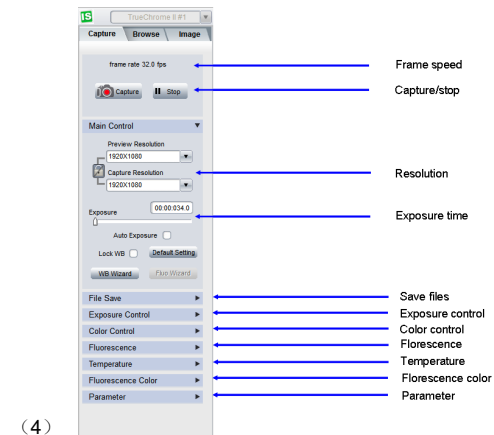 iS
TrueChrome II #1
Capture Browse Image
frame rate 32.0 fps
Frame speed
Capture Stop
Capture/stop
Main Control
Preview Resolution
1920X1080
Capture Resolution
Resolution
1920X1080
Exposure 00:00:034.0
Exposure time
Auto Exposure
Lock WB Default Setting
WB Wizard Fluo Wizard
File Save
Save files
Exposure Control
Exposure control
Color Control
Color control
Fluorescence
Florescence
Temperature
Temperature
Fluorescence Color
Florescence color
Parameter
Parameter
（4）